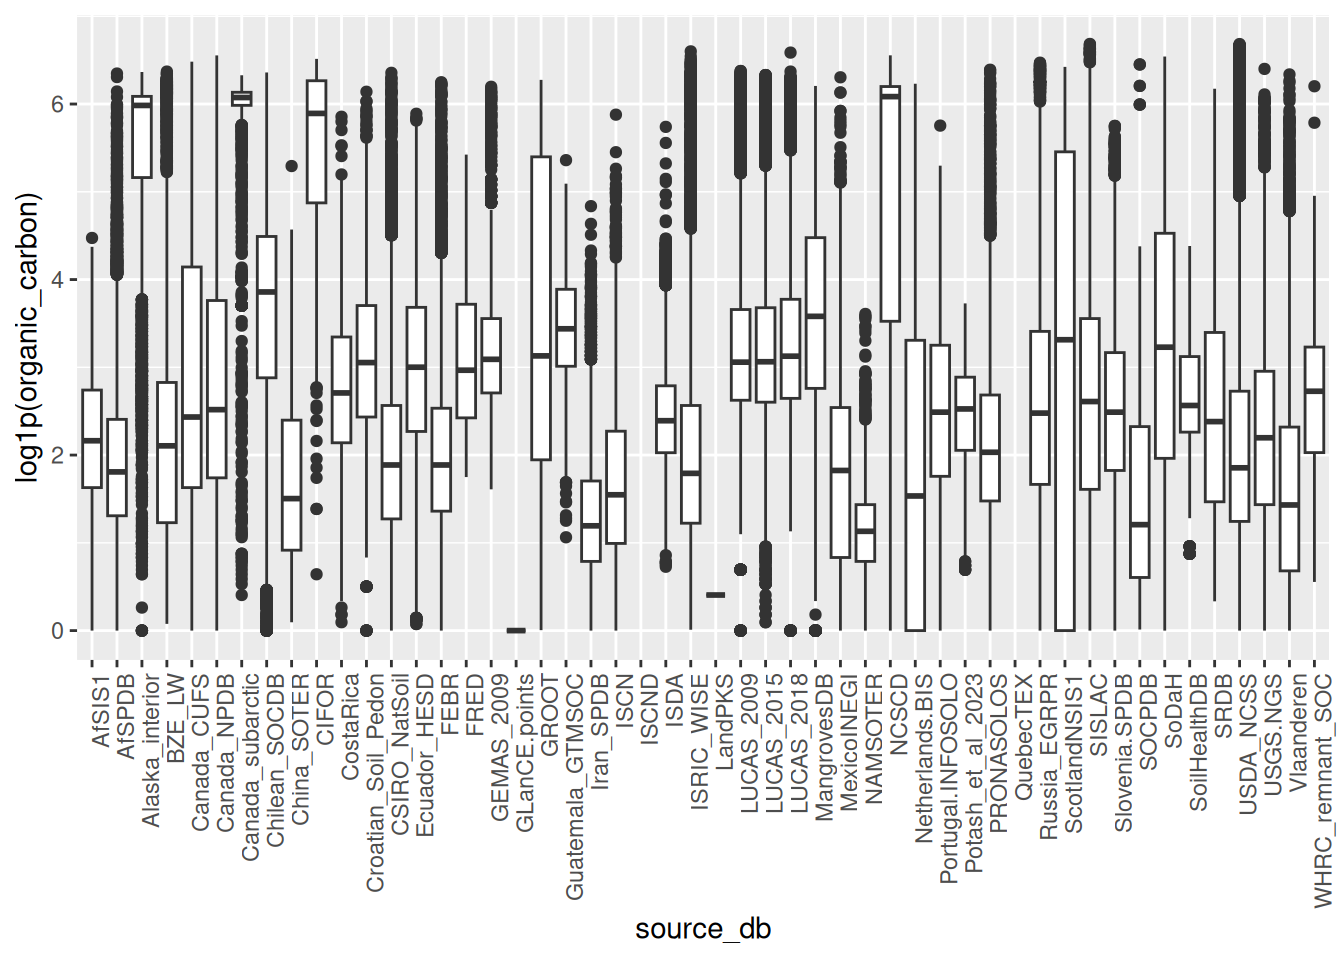 log1p(organic_carbon)
6
4
2
0
AfSIS1
AfSPDB
Alaska_interior
BZE_LW
Canada_CUFS
Canada_NPDB
Canada_subarctic
Chilean_SOCDB
China_SOTER
CIFOR
CostaRica
Croatian_Soil_Pedon
CSIRO_NatSoil
Ecuador_HESD
FEBR
FRED
GEMAS_2009
GLanCE.points
GROOT
Guatemala_GTMSOC
Iran_SPDB
ISCN
ISCND
ISDA
ISRIC_WISE
LandPKS
LUCAS_2009
LUCAS_2015
LUCAS_2018
MangrovesDB
MexicoINEGI
NAMSOTER
NCSCD
Netherlands.BIS
Portugal.INFOSOLO
Potash_et_al_2023
PRONASOLOS
QuebecTEX
Russia_EGRPR
ScotlandNSIS1
SISLAC
Slovenia.SPDB
SOCPDB
SoDaH
SoilHealthDB
SRDB
USDA_NCSS
USGS.NGS
Vlaanderen
WHRC_remnant_SOC
source_db